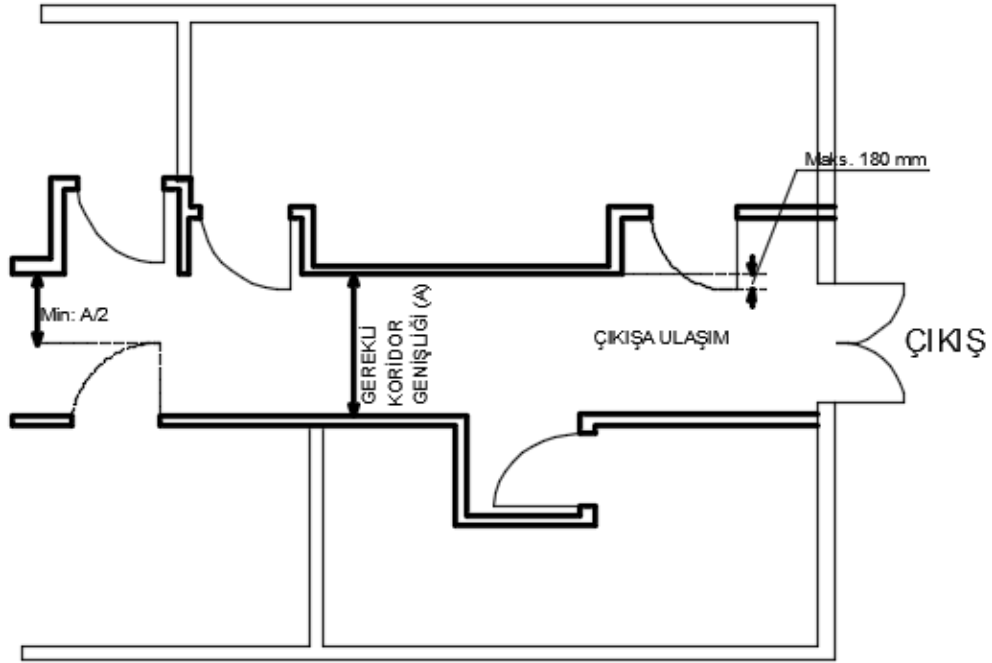 Maks. 180 mm
Min: A/2
GEREKLİ
KORİDOR
GENİŞLİĞİ (A)
ÇIKIŞA ULAŞIM
ÇIKIŞ